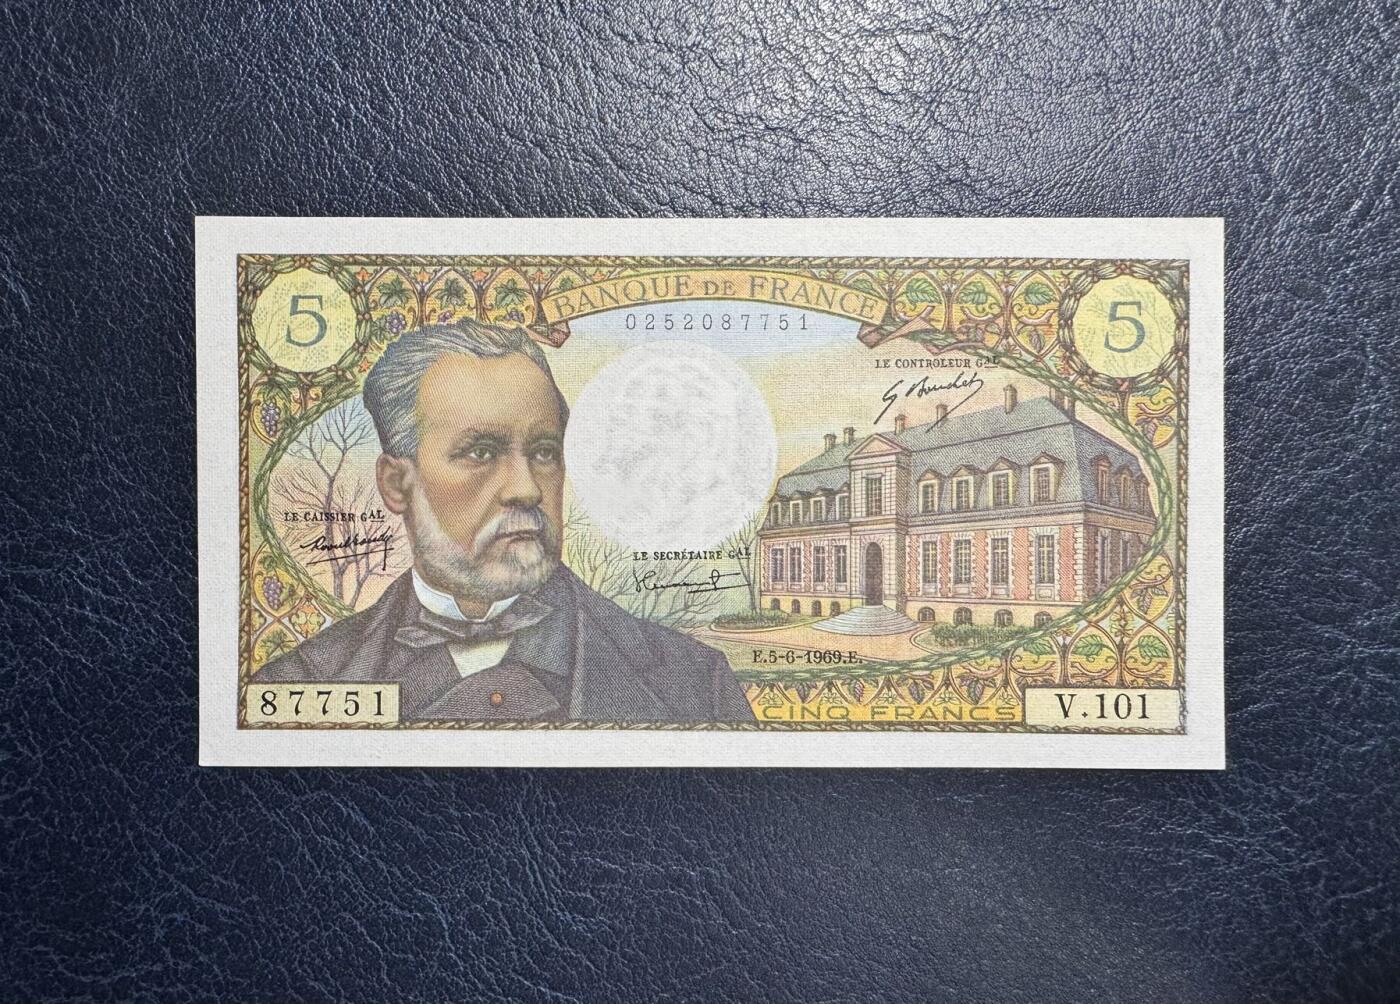 BANQUE DE FRANCE
5
5
0252087751
LE CONTROLEUR GAL
G Bouchet
LE CAISSIER GAL
LE SECRÉTAIRE GAL
E.5-6-1969.E.
87751
CINQ FRANCS
V.101